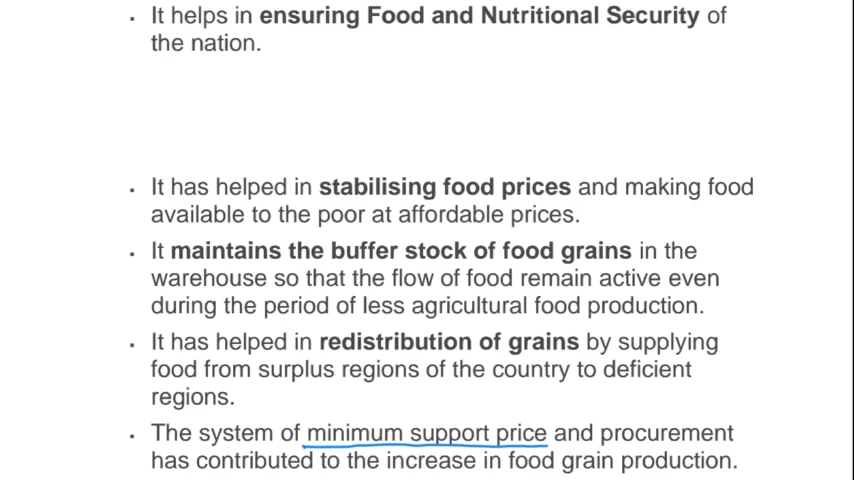 ▪ It helps in ensuring Food and Nutritional Security of
the nation.
▪ It has helped in stabilising food prices and making food
available to the poor at affordable prices.
▪ It maintains the buffer stock of food grains in the
warehouse so that the flow of food remain active even
during the period of less agricultural food production.
▪ It has helped in redistribution of grains by supplying
food from surplus regions of the country to deficient
regions.
▪ The system of minimum support price and procurement
has contributed to the increase in food grain production.